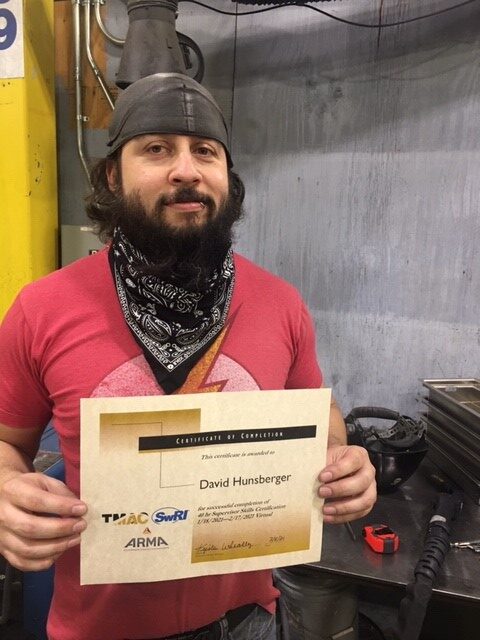 9
CERTIFICATE OF COMPLETION
This certificate is awarded to
David Hunsberger
for successful completion of
40 hr Supervisor Skills Certification
1/18/2021—2/17/2021 Virtual
TMAC
SwRI
ARMA